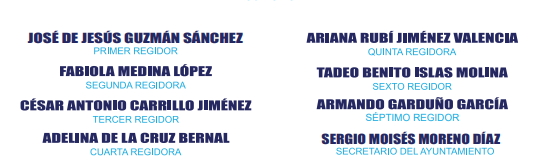 JOSÉ DE JESÚS GUZMÁN SÁNCHEZ
PRIMER REGIDOR
FABIOLA MEDINA LÓPEZ
SEGUNDA REGIDORA
CÉSAR ANTONIO CARRILLO JIMÉNEZ
TERCER REGIDOR
ADELINA DE LA CRUZ BERNAL
CUARTA REGIDORA
ARIANA RUBÍ JIMÉNEZ VALENCIA
QUINTA REGIDORA
TADEO BENITO ISLAS MOLINA
SEXTO REGIDOR
ARMANDO GARDUÑO GARCÍA
SÉPTIMO REGIDOR
SERGIO MOISÉS MORENO DÍAZ
SECRETARIO DEL AYUNTAMIENTO